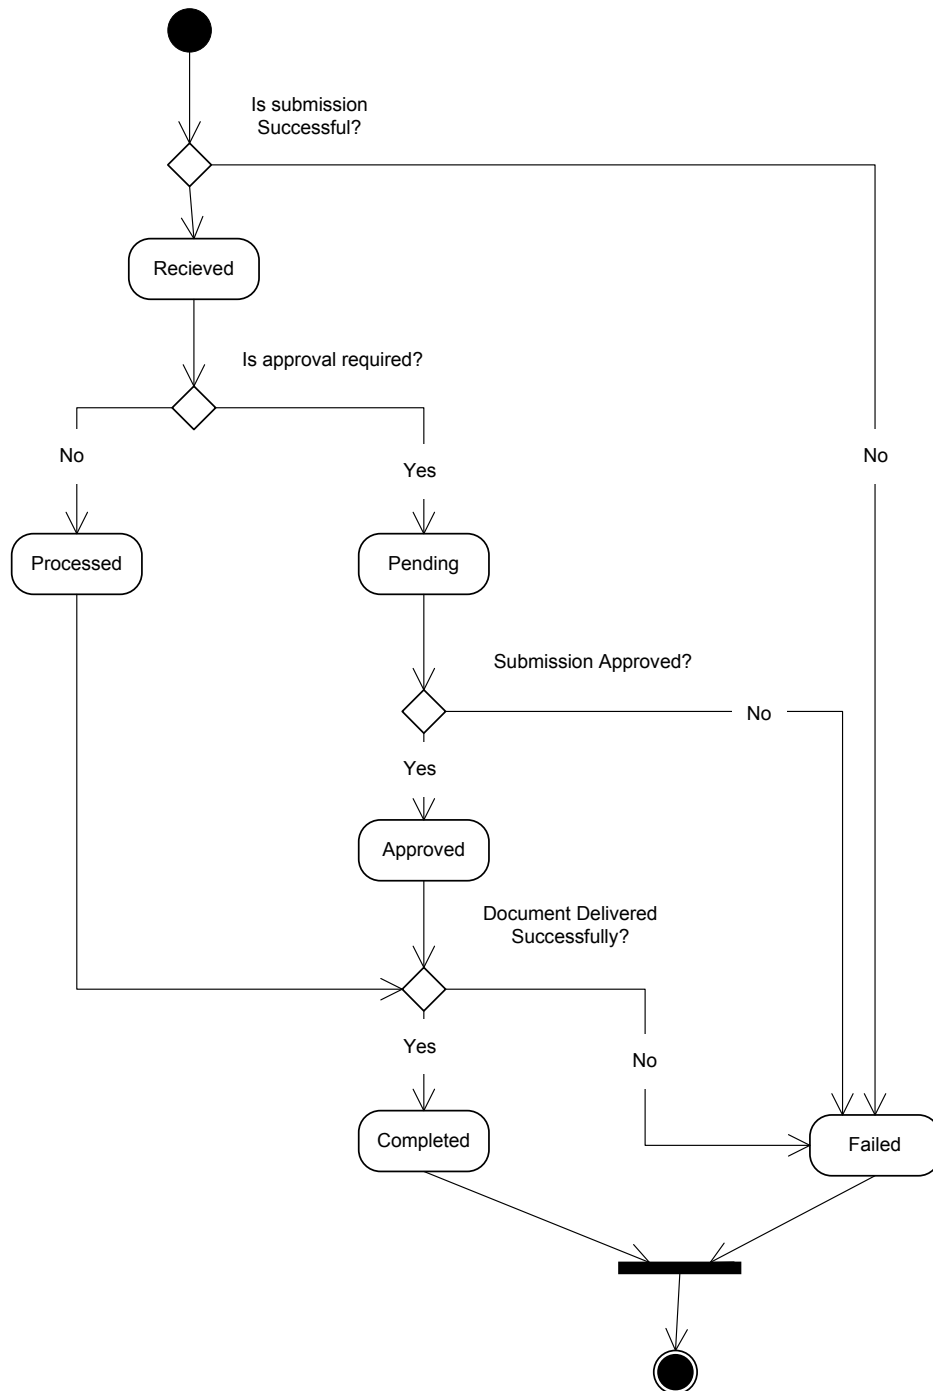 Is submission
Successful?
Recieved
Is approval required?
No
Yes
No
Processed
Pending
Submission Approved?
No
Yes
Approved
Document Delivered
Successfully?
Yes
No
Completed
Failed